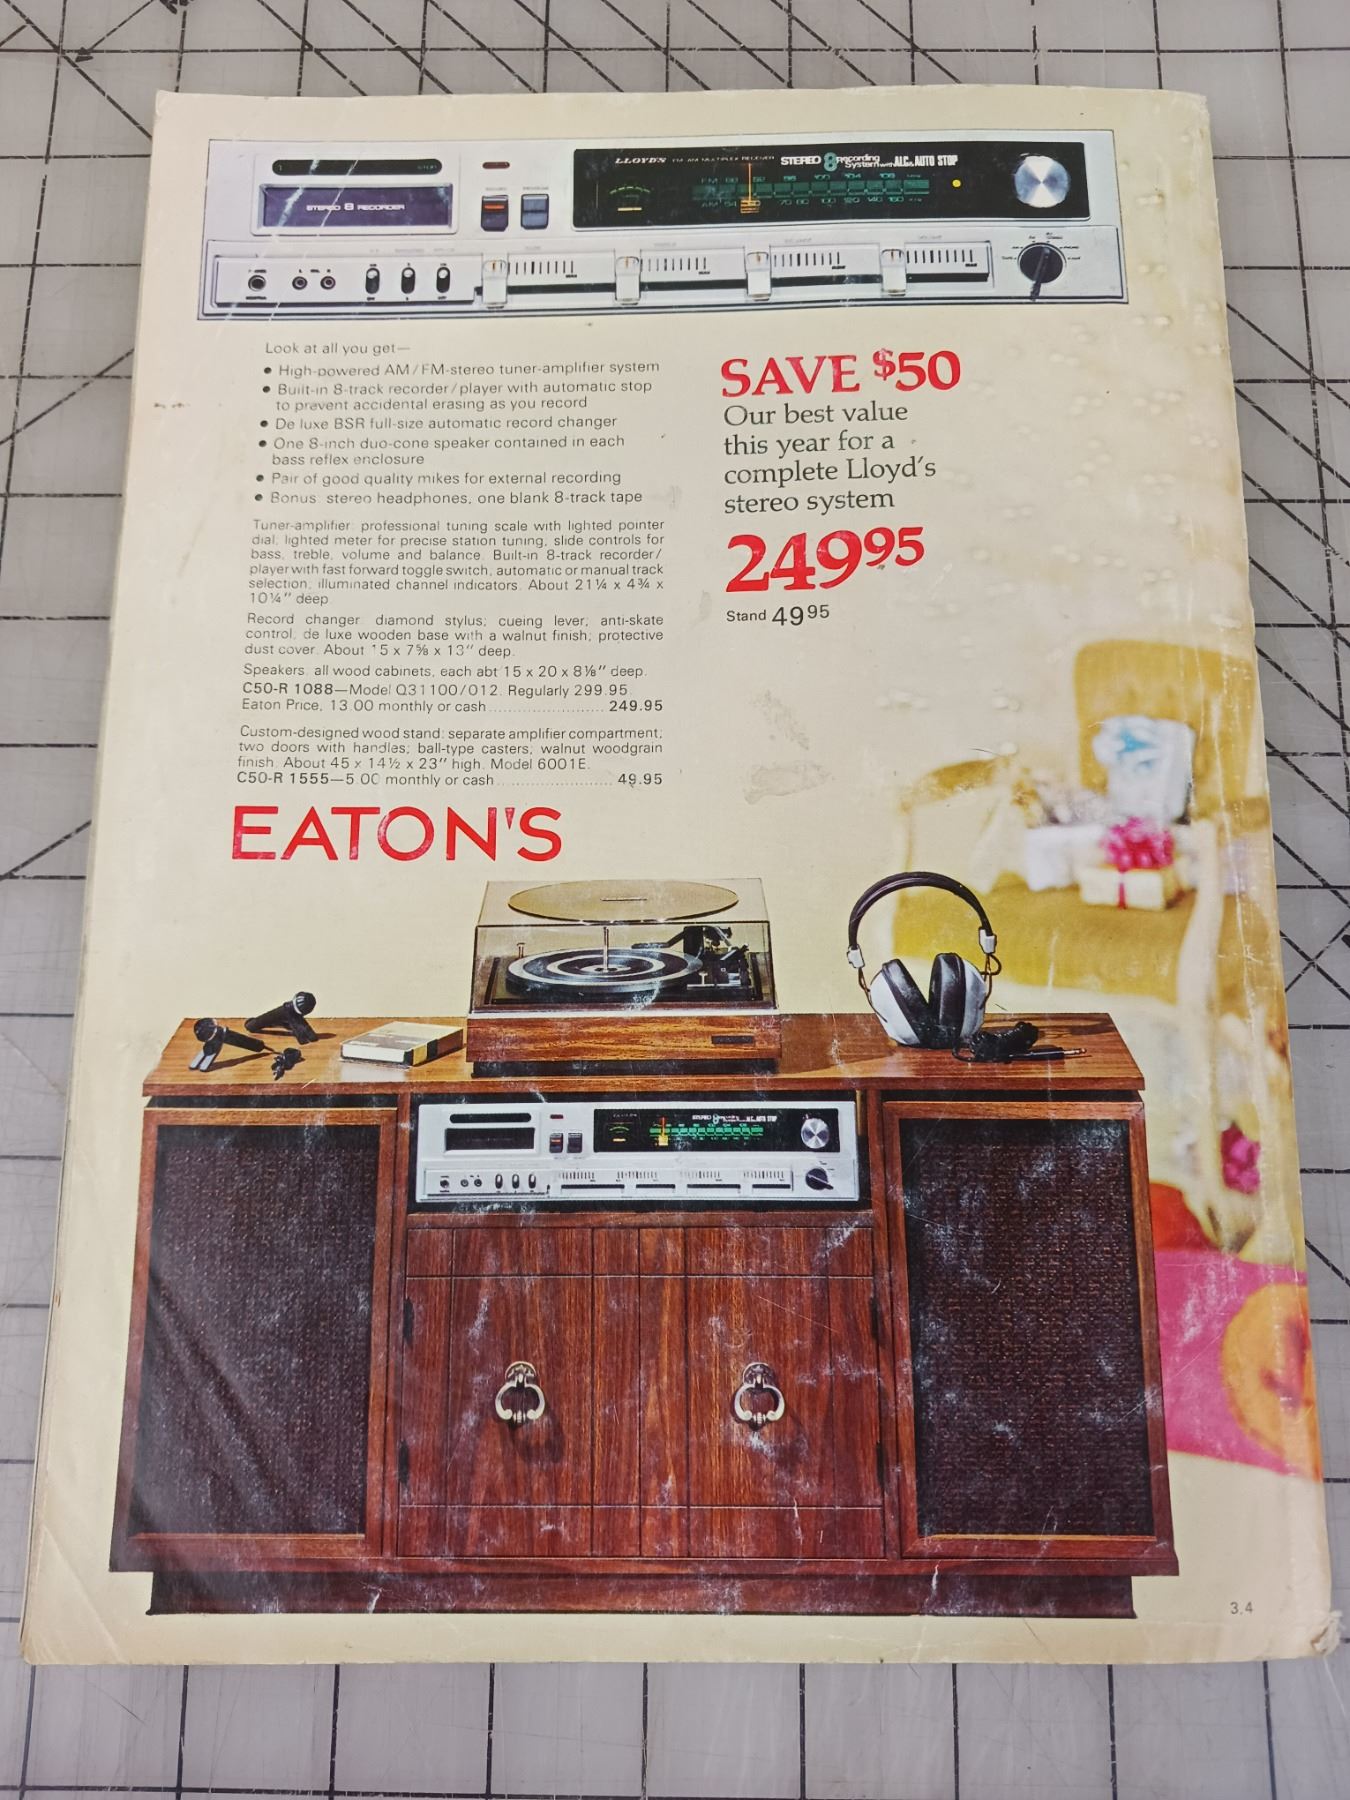 STOP
STEREO 8 RECORDER
LLOYD'S FM-AM MULTIPLEX RECEIVER STEREO 8 Recording System with A.L.C. & AUTO STOP
Look at all you get—
• High-powered AM/FM-stereo tuner-amplifier system
• Built-in 8-track recorder/player with automatic stop
to prevent accidental erasing as you record
• De luxe BSR full-size automatic record changer
• One 8-inch duo-cone speaker contained in each
bass reflex enclosure
• Pair of good quality mikes for external recording
• Bonus: stereo headphones, one blank 8-track tape
Tuner-amplifier: professional tuning scale with lighted pointer
dial; lighted meter for precise station tuning; slide controls for
bass, treble, volume and balance. Built-in 8-track recorder/
player with fast forward toggle switch, automatic or manual track
selection; illuminated channel indicators. About 21¼ x 4¾ x
10¼" deep.
Record changer: diamond stylus; cueing lever; anti-skate
control; de luxe wooden base with a walnut finish; protective
dust cover. About 15 x 7⅝ x 13" deep.
Speakers: all wood cabinets, each abt 15 x 20 x 8⅛" deep.
C50-R 1088—Model Q31100/012. Regularly 299.95.
Eaton Price, 13.00 monthly or cash ........................ 249.95
Custom-designed wood stand: separate amplifier compartment;
two doors with handles; ball-type casters; walnut woodgrain
finish. About 45 x 14½ x 23" high. Model 6001E.
C50-R 1555—5.00 monthly or cash ........................ 49.95
SAVE $50
Our best value
this year for a
complete Lloyd's
stereo system
249 95
Stand 49 95
EATON'S
3.4